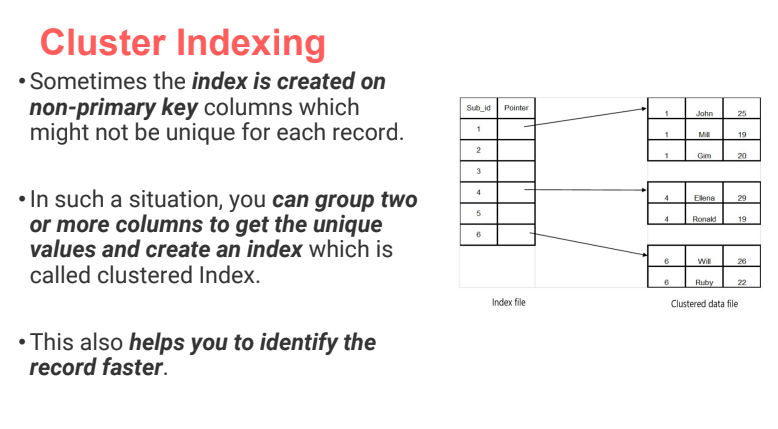 Cluster Indexing
•Sometimes the index is created on
non-primary key columns which
might not be unique for each record.
•In such a situation, you can group two
or more columns to get the unique
values and create an index which is
called clustered Index.
•This also helps you to identify the
record faster.
Sub_id Pointer
1
2
3
4
5
6
Index file
1 John 25
1 Mill 19
1 Gim 20
4 Ellena 29
4 Ronald 19
6 Will 26
6 Ruby 22
Clustered data file